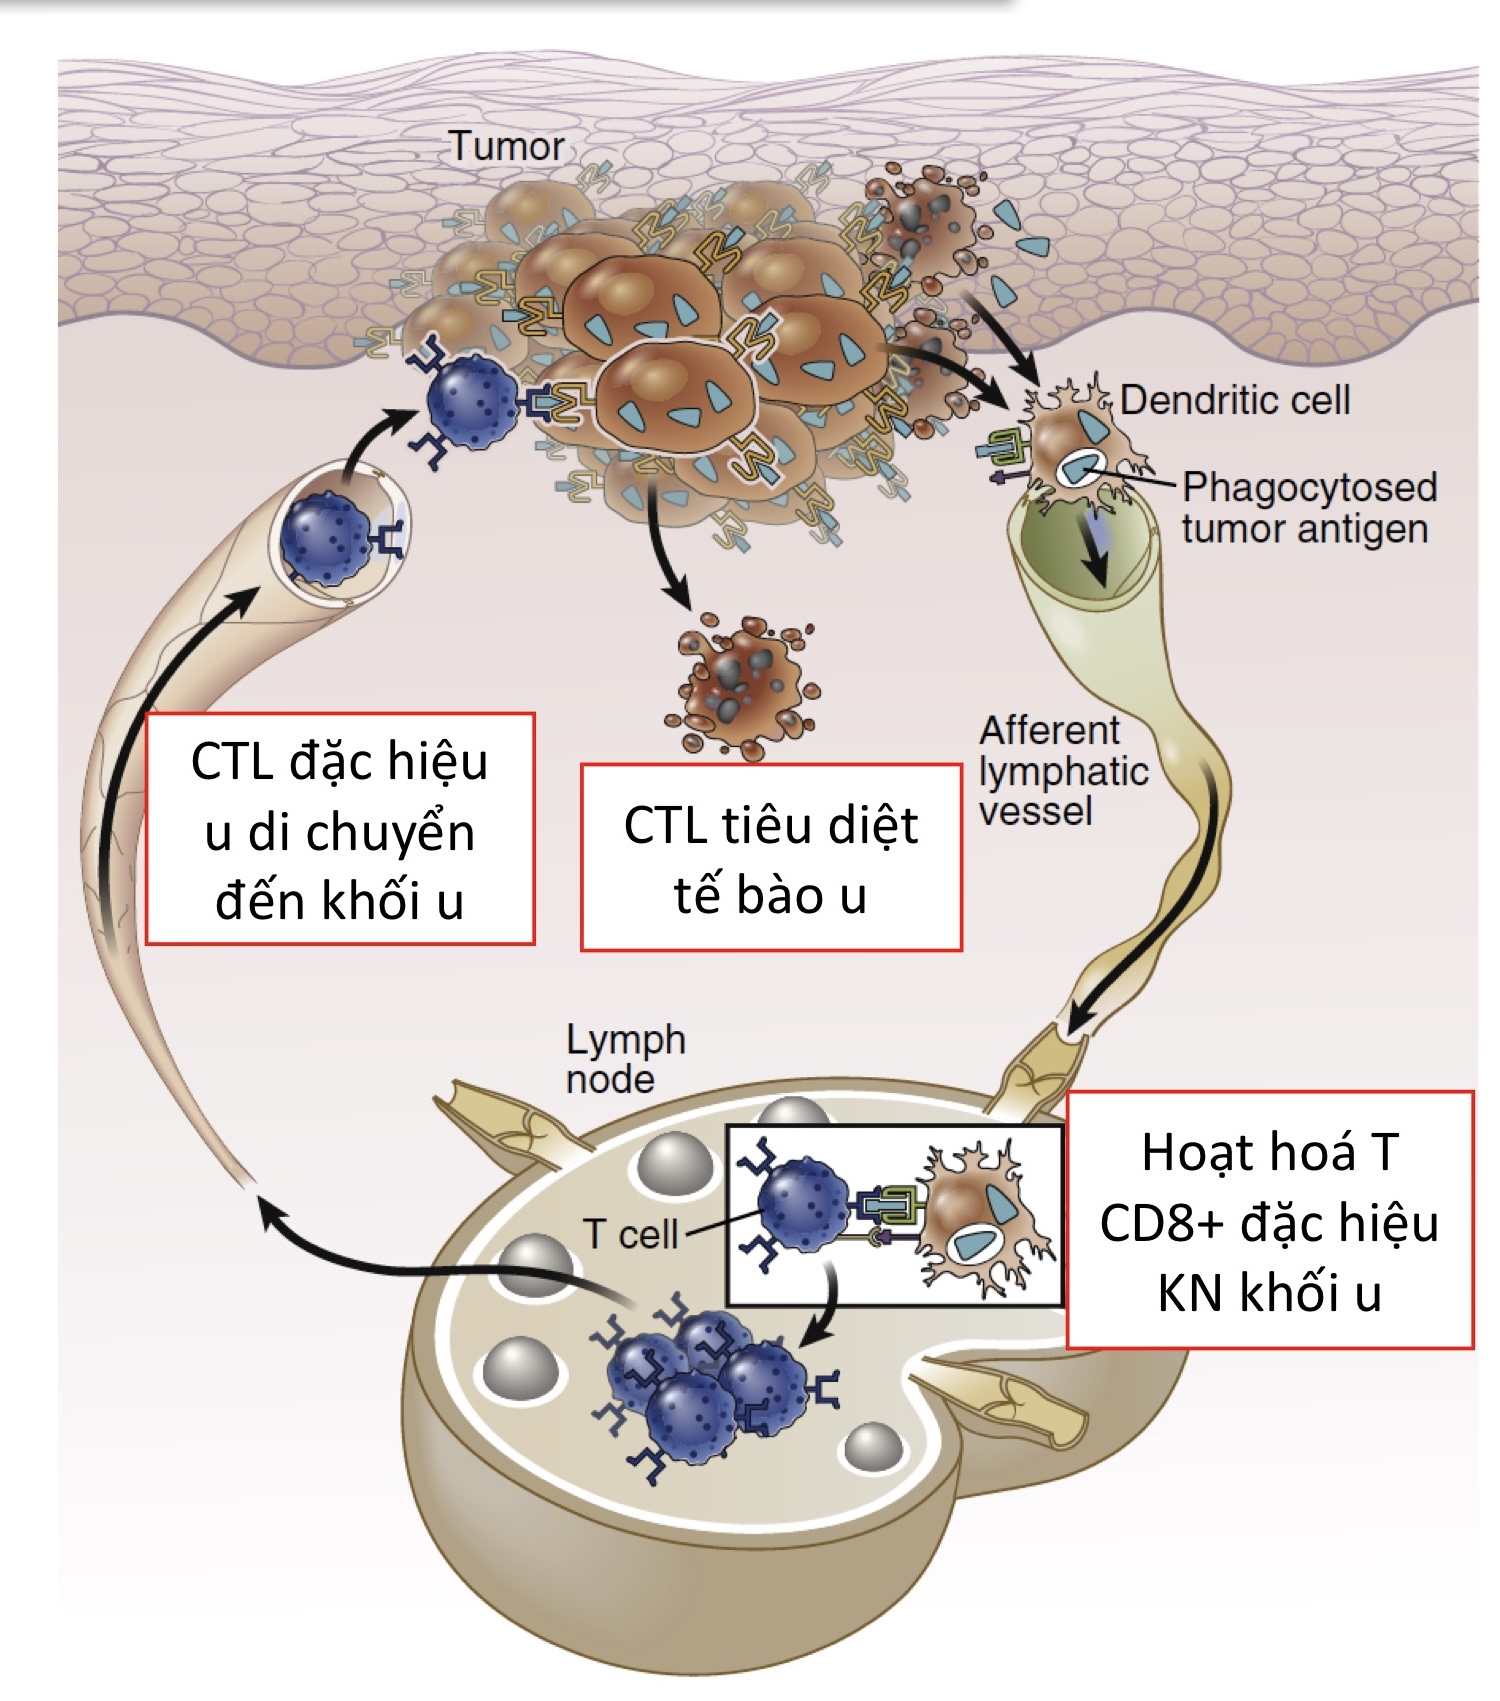 Tumor
Dendritic cell
Phagocytosed
tumor antigen
Afferent
lymphatic
vessel
CTL đặc hiệu
u di chuyển
đến khối u
CTL tiêu diệt
tế bào u
Lymph
node
T cell
Hoạt hoá T
CD8+ đặc hiệu
KN khối u